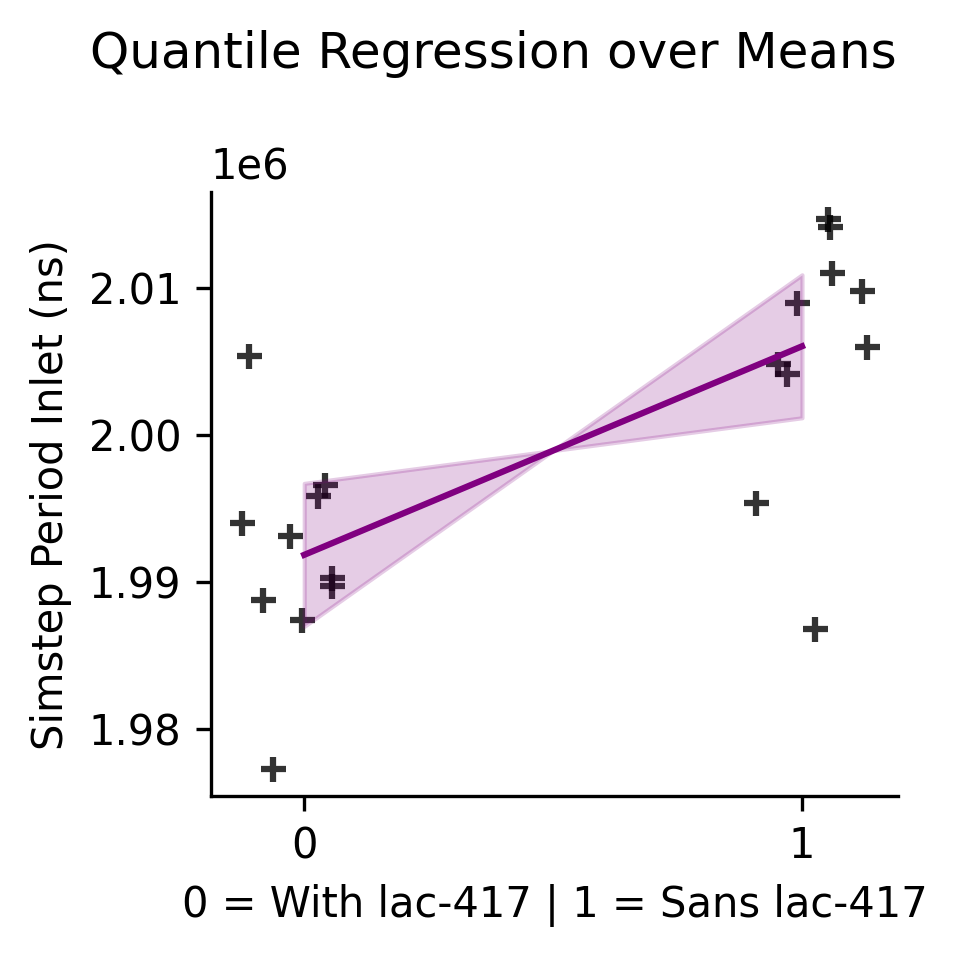 Quantile Regression over Means
1e6
Simstep Period Inlet (ns)
2.01
2.00
1.99
1.98
0 1
0 = With lac-417 | 1 = Sans lac-417